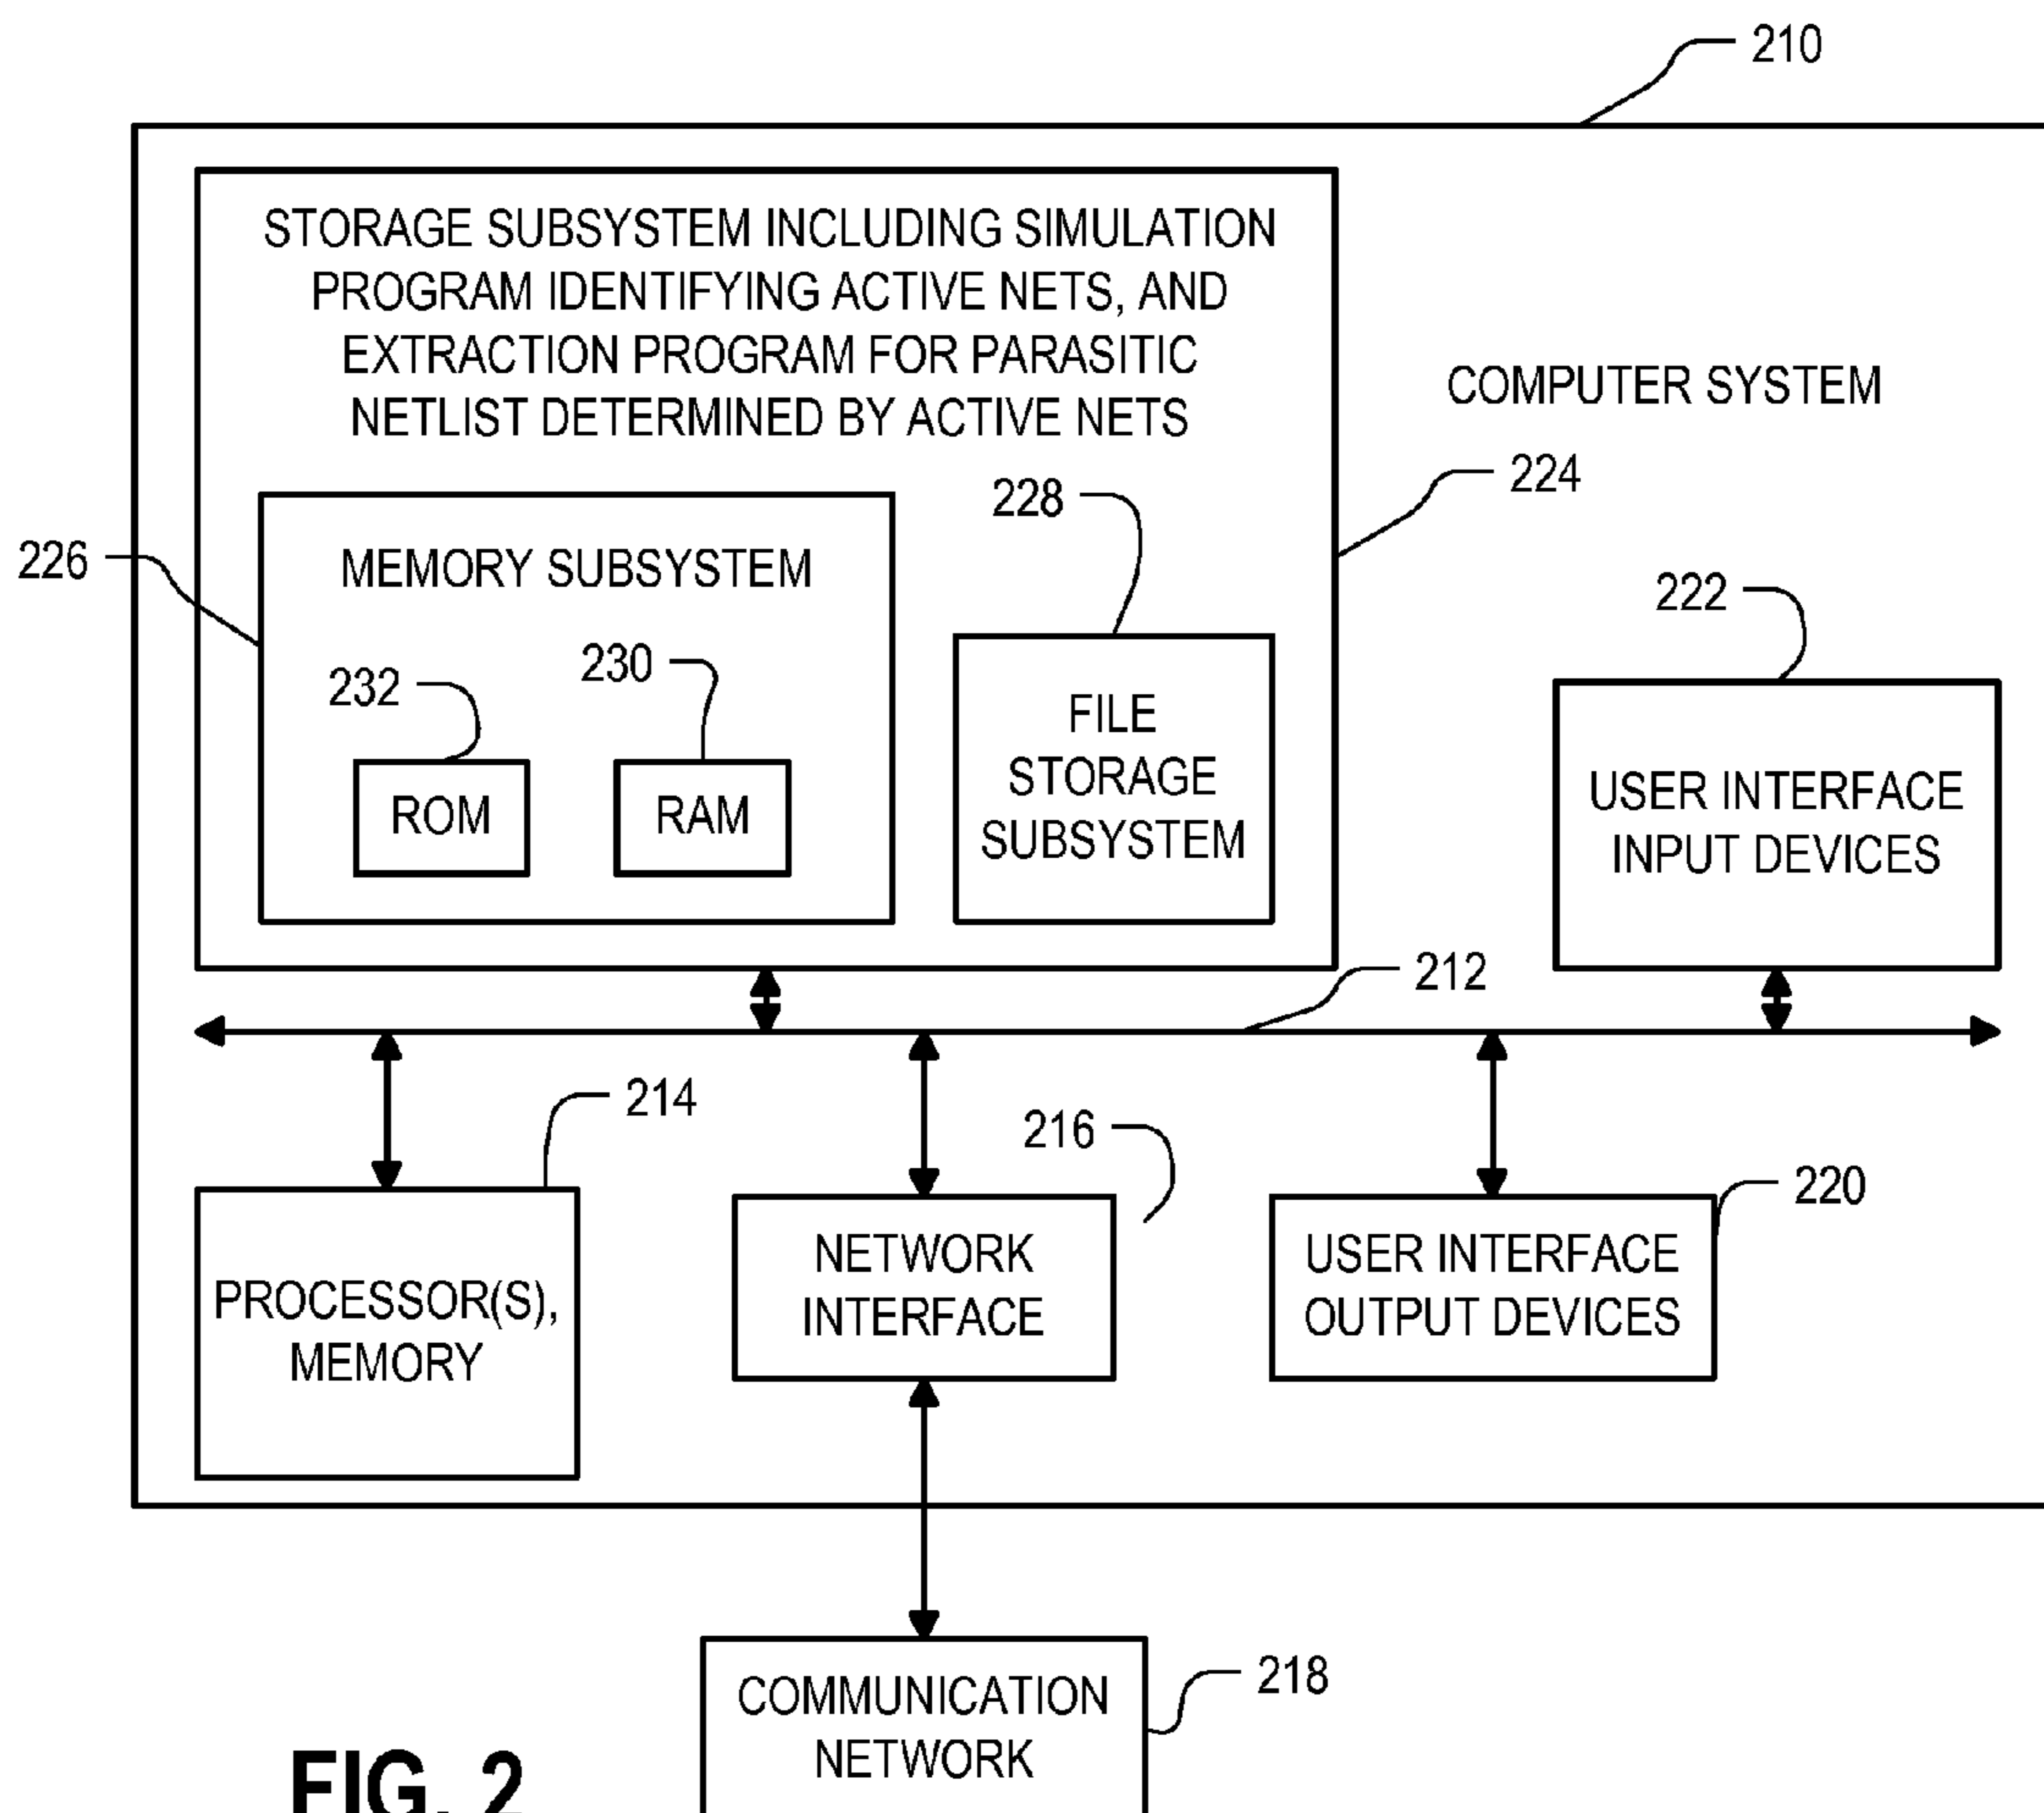 210
STORAGE SUBSYSTEM INCLUDING SIMULATION
PROGRAM IDENTIFYING ACTIVE NETS, AND
EXTRACTION PROGRAM FOR PARASITIC
NETLIST DETERMINED BY ACTIVE NETS
COMPUTER SYSTEM
224
228
226
MEMORY SUBSYSTEM
222
232
230
ROM
RAM
FILE
STORAGE
SUBSYSTEM
USER INTERFACE
INPUT DEVICES
212
214
216
220
PROCESSOR(S),
MEMORY
NETWORK
INTERFACE
USER INTERFACE
OUTPUT DEVICES
218
COMMUNICATION
NETWORK
FIG. 2